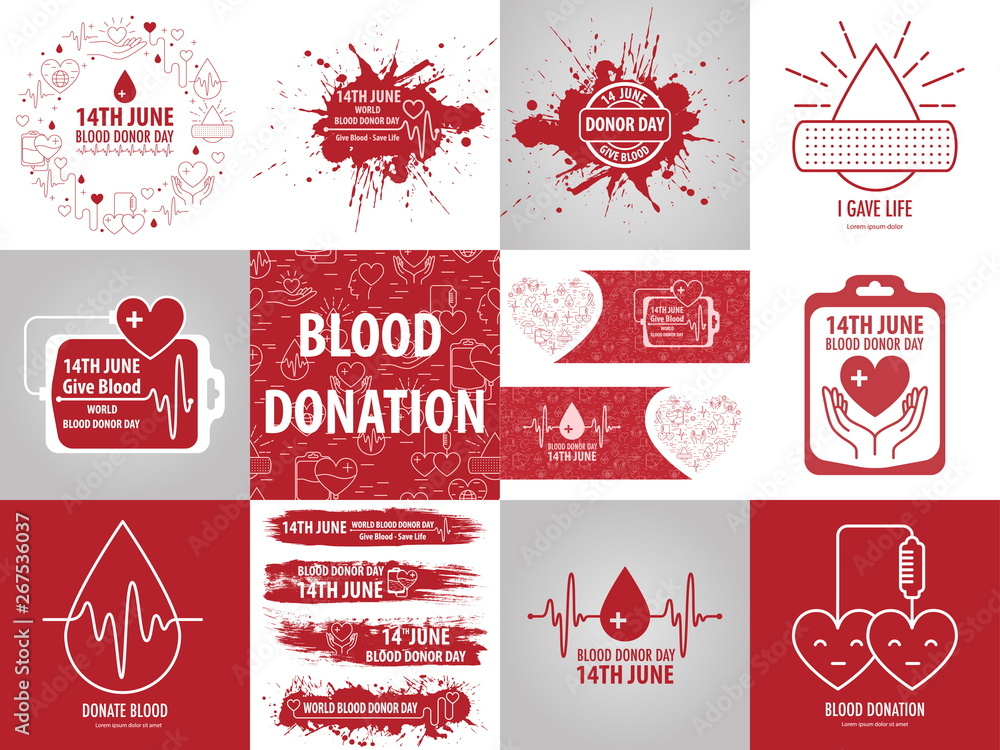 14TH JUNE
BLOOD DONOR DAY
14TH JUNE
WORLD
BLOOD DONOR DAY
Give Blood - Save Life
14 JUNE
DONOR DAY
GIVE BLOOD
I GAVE LIFE
Lorem ipsum dolor
14TH JUNE
Give Blood
WORLD
BLOOD DONOR DAY
BLOOD
DONATION
14TH JUNE
Give Blood
WORLD
BLOOD DONOR DAY
BLOOD DONOR DAY
14TH JUNE
14TH JUNE
BLOOD DONOR DAY
DONATE BLOOD
Lorem ipsum dolor sit amet
14TH JUNE WORLD BLOOD DONOR DAY
Give Blood - Save Life
BLOOD DONOR DAY
14TH JUNE
14TH JUNE
BLOOD DONOR DAY
WORLD BLOOD DONOR DAY
BLOOD DONOR DAY
14TH JUNE
BLOOD DONATION
Lorem ipsum dolor sit amet
Adobe Stock | #267536037